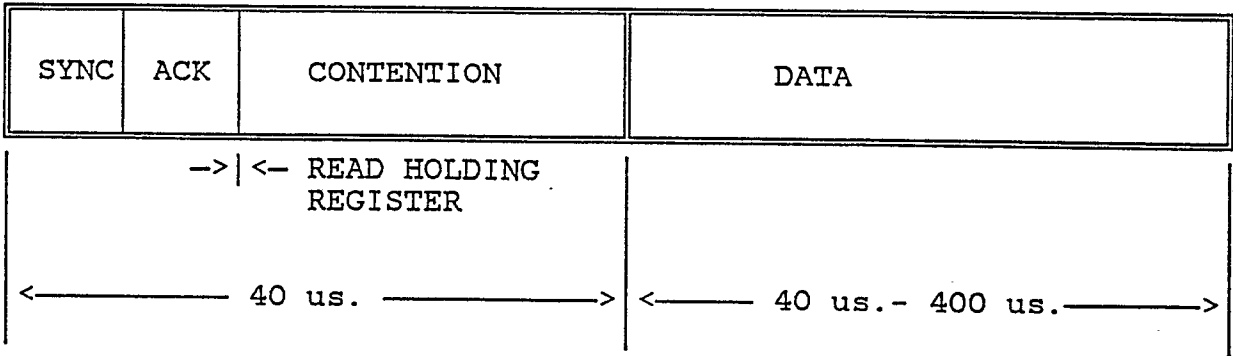 SYNC ACK CONTENTION DATA
->|<- READ HOLDING
REGISTER
<——— 40 us. ———> <——— 40 us.- 400 us.———>